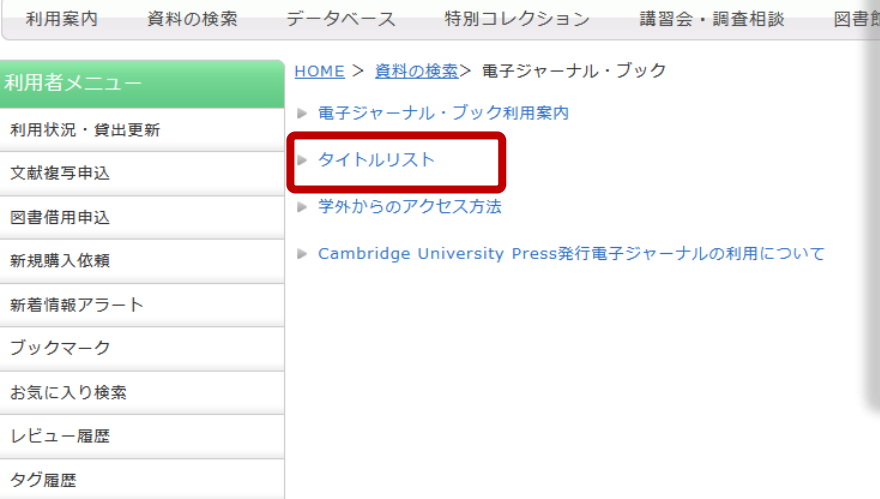 利用案内 資料の検索 データベース 特別コレクション 講習会・調査相談 図書館
HOME > 資料の検索> 電子ジャーナル・ブック
利用者メニュー
利用状況・貸出更新
文献複写申込
図書借用申込
新規購入依頼
新着情報アラート
ブックマーク
お気に入り検索
レビュー履歴
タグ履歴
電子ジャーナル・ブック利用案内
タイトルリスト
学外からのアクセス方法
Cambridge University Press発行電子ジャーナルの利用について